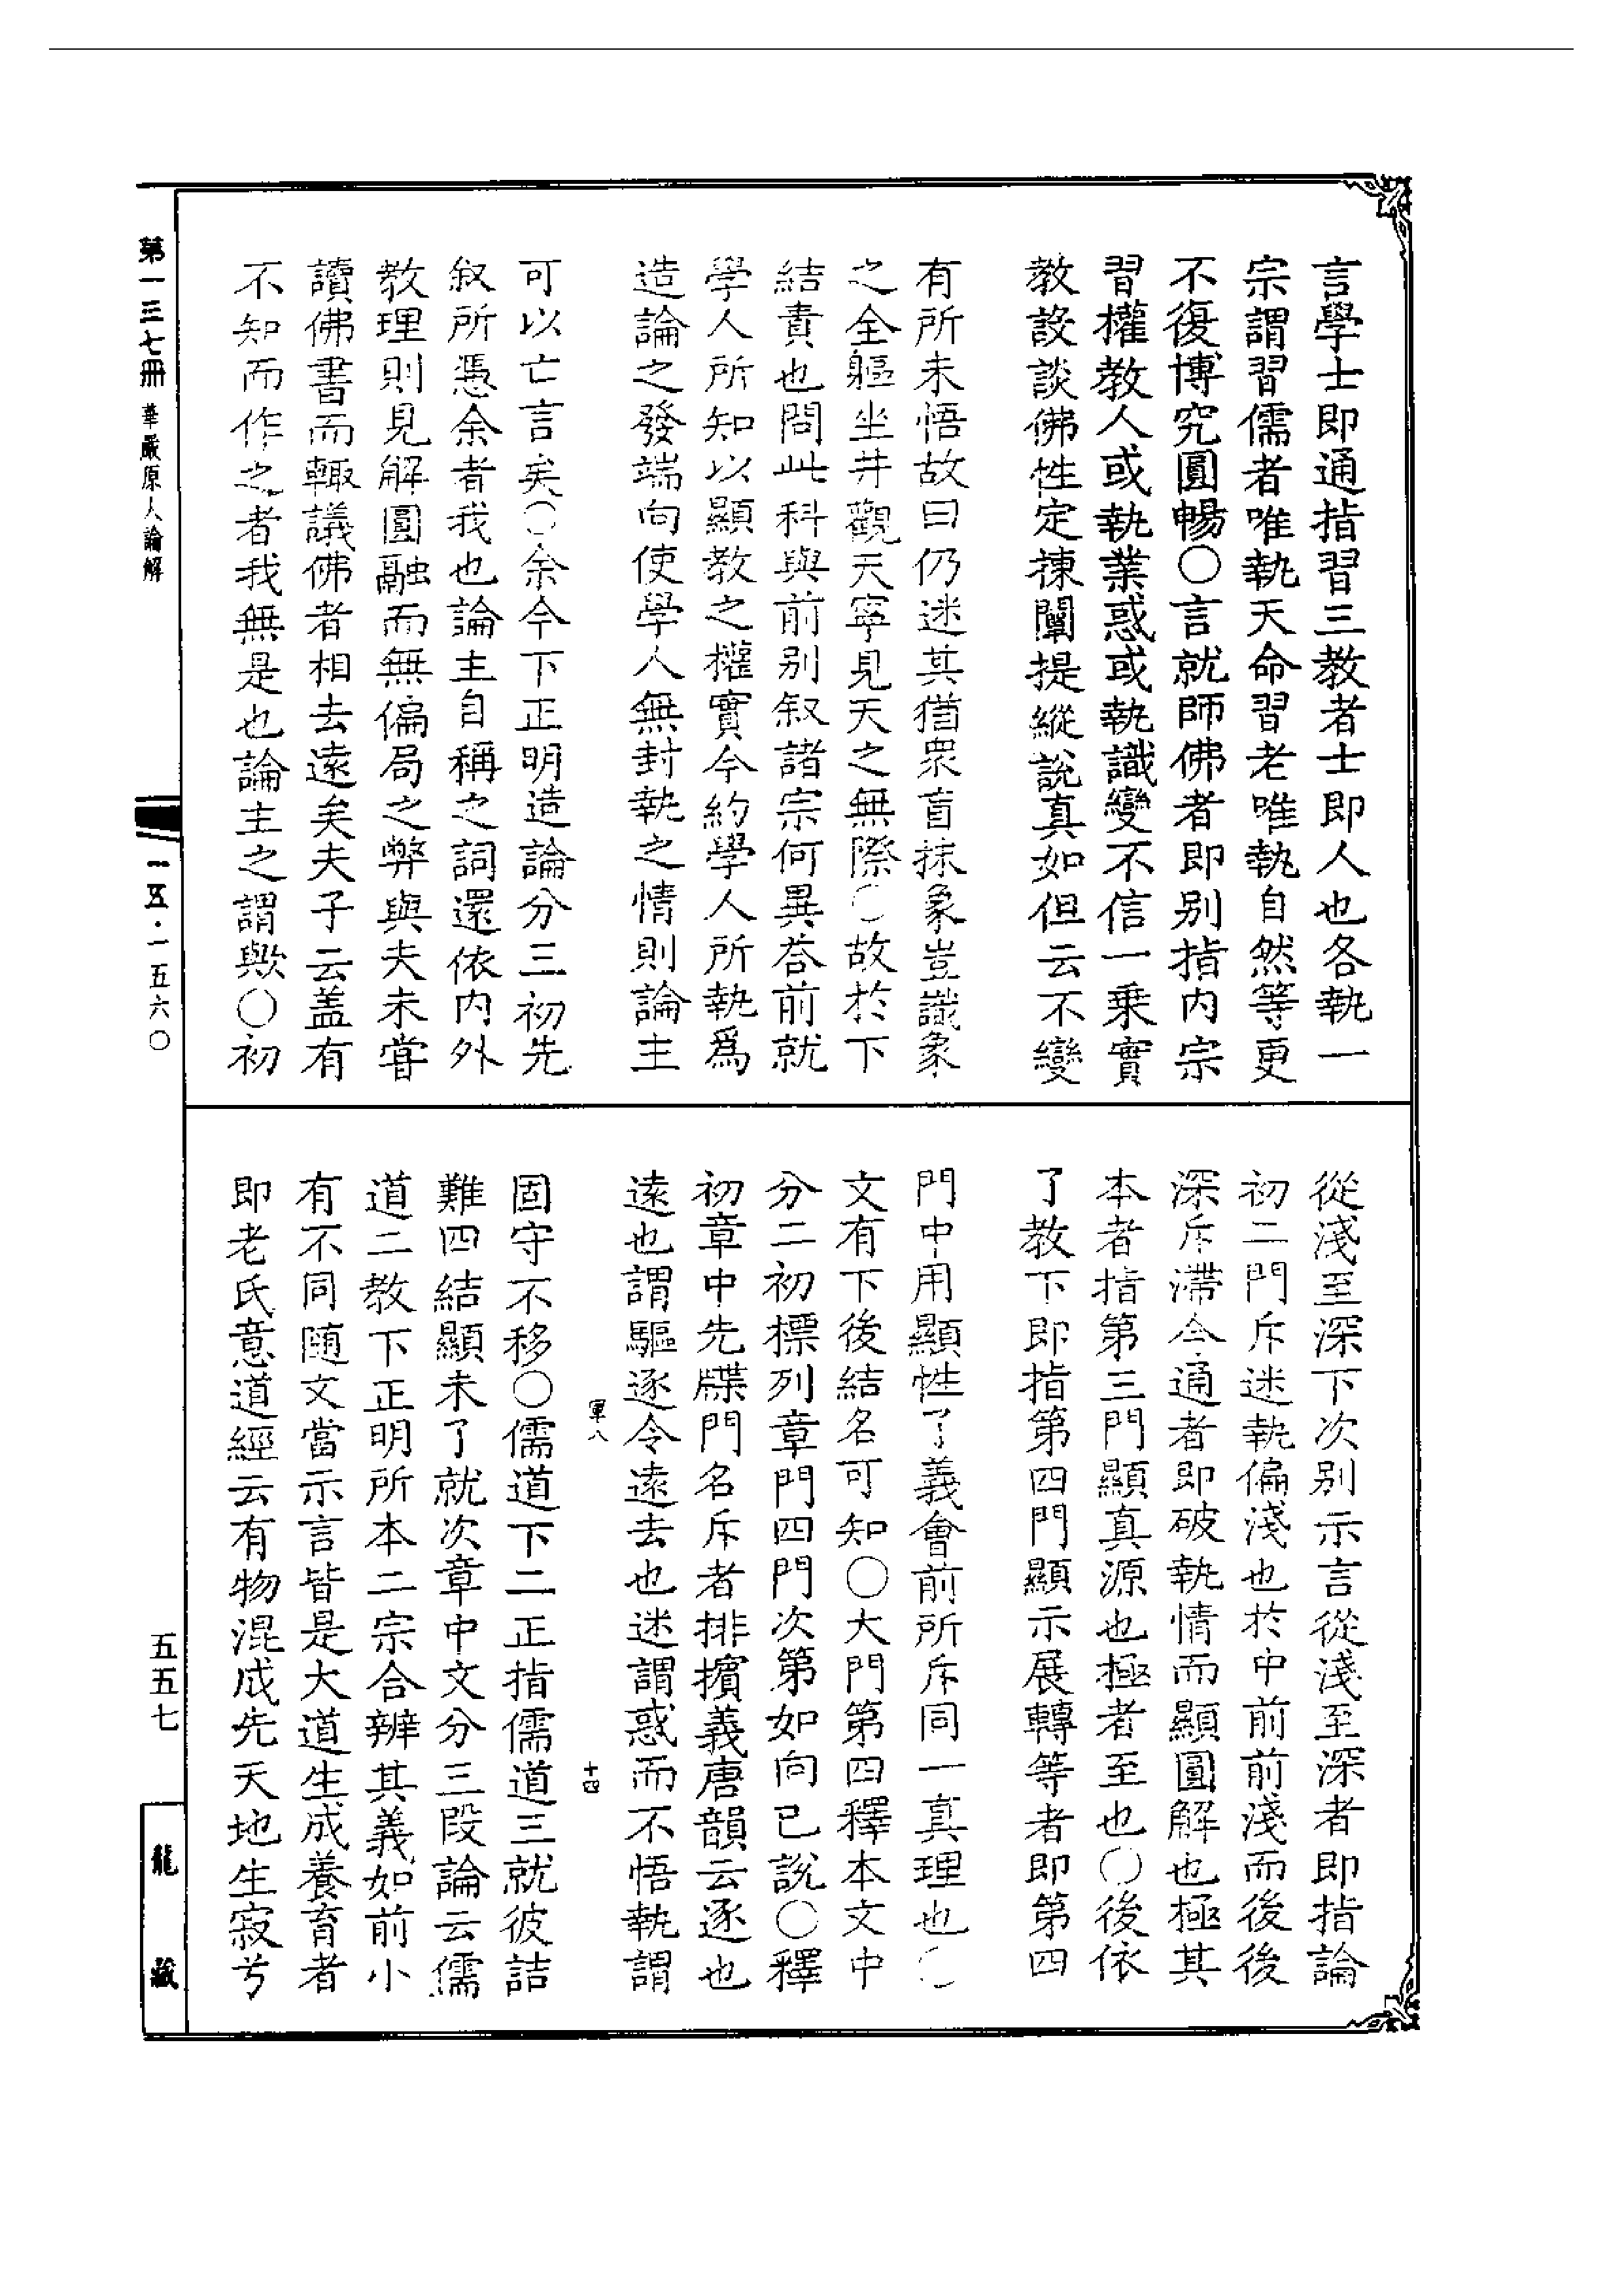 言學士即通指習三教者士即人也各執一
宗謂習儒者唯執天命習老唯執自然等更
不復博究圓暢〇言就師佛者即别指内宗
習權教人或執業惑或執識變不信一乗實
教設談佛性定揀闡提縱說真如但云不變
有所未悟故曰仍迷其猶衆盲抹象豈識象
之全軀坐井觀天寧見天之無際〇故於下
結責也問此科與前别叙諸宗何異荅前就
學人所知以顯教之權實今約學人所執爲
造論之發端向使學人無封執之情則論主
可以亡言矣〇余今下正明造論分三初先
叙所憑余者我也論主自稱之詞還依内外
教理則見解圓融而無偏局之弊與夫未甞
讀佛書而輙議佛者相去遠矣夫子云盖有
不知而作之者我無是也論主之謂歟〇初
從淺至深下次别示言從淺至深者即指論
初二門斥迷執偏淺也於中前前淺而後後
深斥滯令通者即破執情而顯圓解也極其
本者指第三門顯真源也極者至也〇後依
了教下即指第四門顯示展轉等者即第四
門中用顯性了義會前所斥同一真理也〇
文有下後結名可知〇大門第四釋本文中
分二初標列章門四門次第如向已說〇釋
初章中先牒門名斥者排擯義唐韻云逐也
遠也謂驅逐令遠去也迷謂惑而不悟執謂
軍八
十四
固守不移〇儒道下二正指儒道三就彼詰
難四結顯未了就次章中文分三段論云儒
道二教下正明所本二宗合辨其義如前小
有不同随文當示言皆是大道生成養育者
即老氏意道經云有物混成先天地生寂兮
第一三七冊 華嚴原人論解
一五·一五六〇
五五七
龍藏